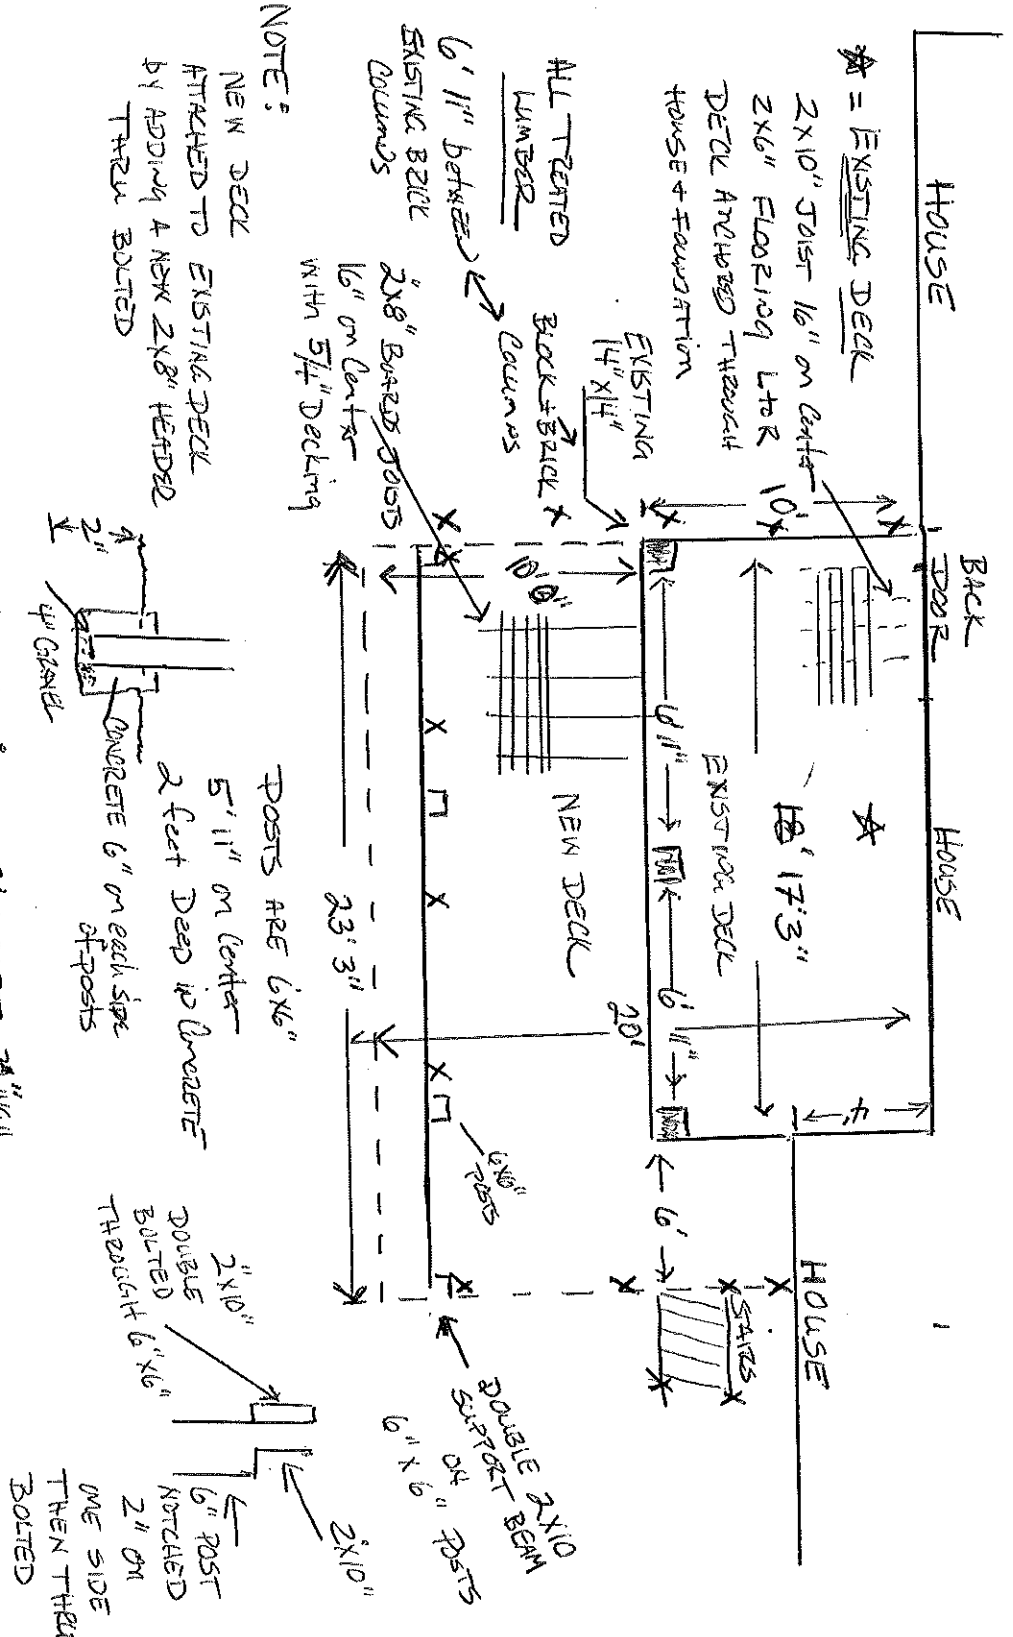 HOUSE
BACK
DOOR
HOUSE
HOUSE
= EXISTING DECK
2X10" JOIST 16" on Center
2X6" FLOORING L to R
DECK ANCHORED THROUGH
HOUSE + FOUNDATION
ALL TREATED
LUMBER
6' 11" between
EXISTING BRICK
COLUMNS
EXISTING
14" X 14"
BLOCK + BRICK
COLUMNS
2"X8" BOARDS JOISTS
16" on Center
with 5/4" Decking
NOTE:
NEW DECK
ATTACHED TO EXISTING DECK
by ADDING A NEW 2X8" HEADER
THRU BOLTED
10'
17'3"
EXISTING DECK
4'
6' 11"
6' 11"
6'
STAIRS
10' 0"
NEW DECK
20'
6X6"
POSTS
23' 3"
DOUBLE 2X10
SUPPORT BEAM
ON
6" X 6" POSTS
POSTS ARE 6X6"
5' 11" on Center
2 feet DEEP IN CONCRETE
CONCRETE 6" on each side
of posts
2"
4" GRAVEL
2"X10"
DOUBLE
BOLTED
THROUGH 6"X6"
2X10"
6" POST
NOTCHED
2" ON
ONE SIDE
THEN THRU
BOLTED